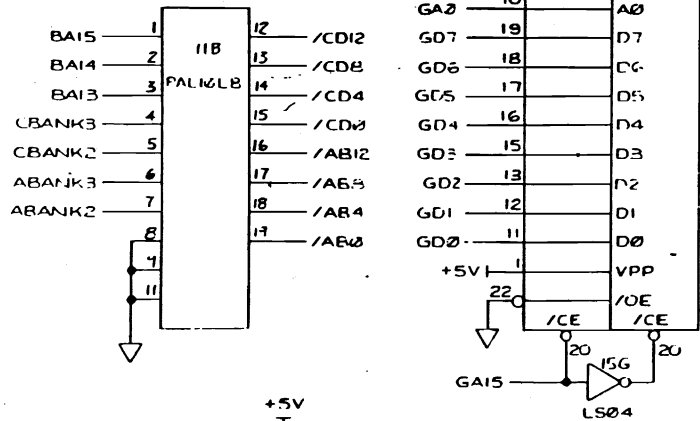 BA15 1 11B 12 /CD12
BA14 2 PAL16L8 13 /CD8
BA13 3 14 /CD4
CBANK3 4 15 /CD0
CBANK2 5 16 /AB12
ABANK3 6 17 /AB8
ABANK2 7 18 /AB4
8 19 /AB0
9
11
+5V
GA0 10 A0
GD7 19 D7
GD6 18 D6
GD5 17 D5
GD4 16 D4
GD3 15 D3
GD2 13 D2
GD1 12 D1
GD0 11 D0
+5V 1 VPP
22 /OE
/CE /CE
20 20
15G
GA15
LS04